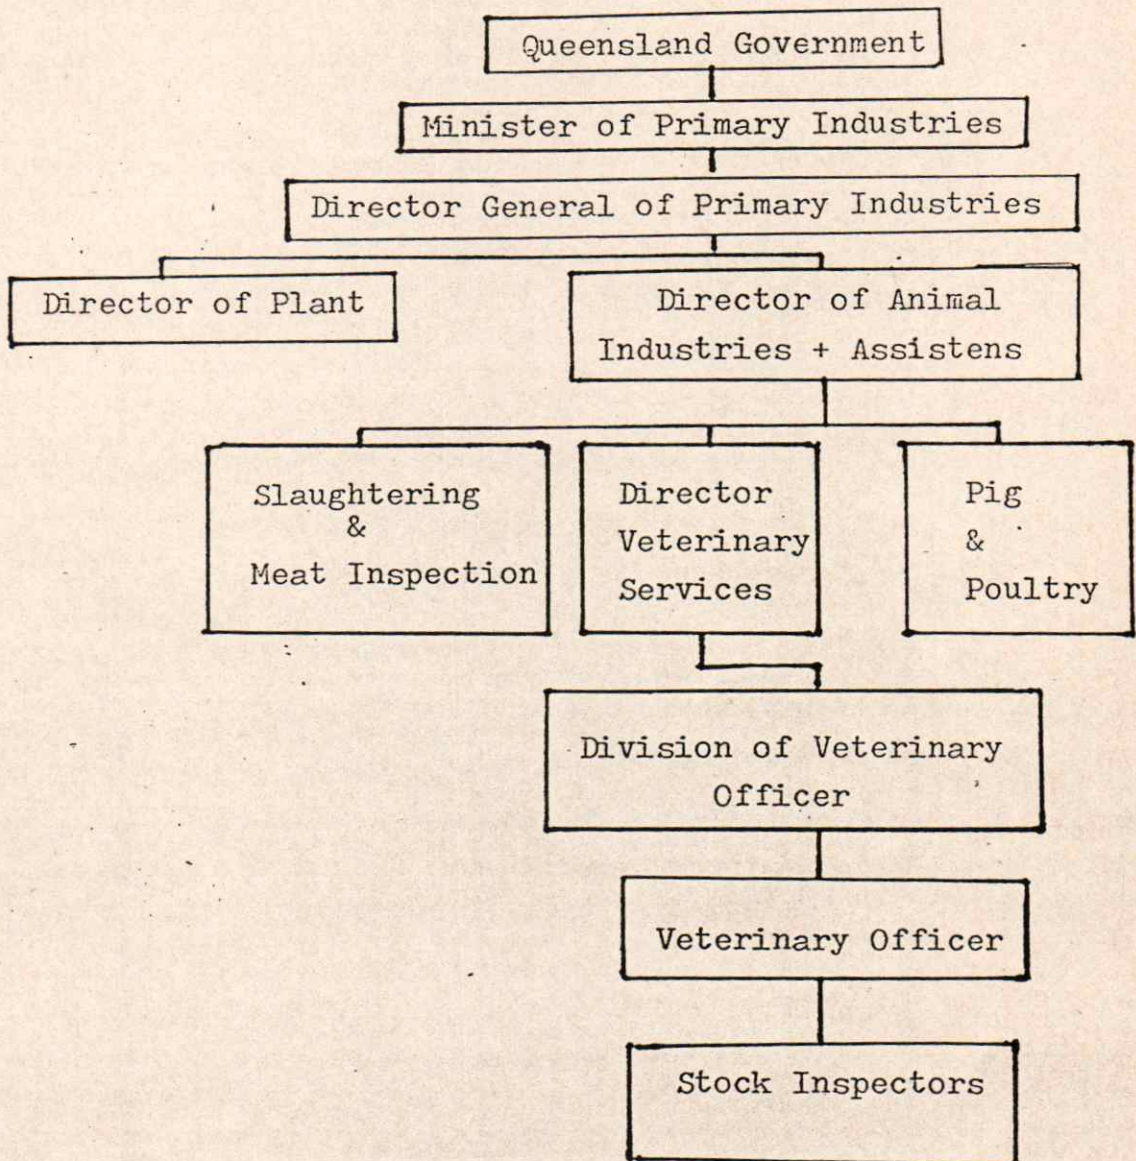 Queensland Government
Minister of Primary Industries
Director General of Primary Industries
Director of Plant
Director of Animal
Industries + Assistens
Slaughtering
&
Meat Inspection
Director
Veterinary
Services
Pig
&
Poultry
Division of Veterinary
Officer
Veterinary Officer
Stock Inspectors